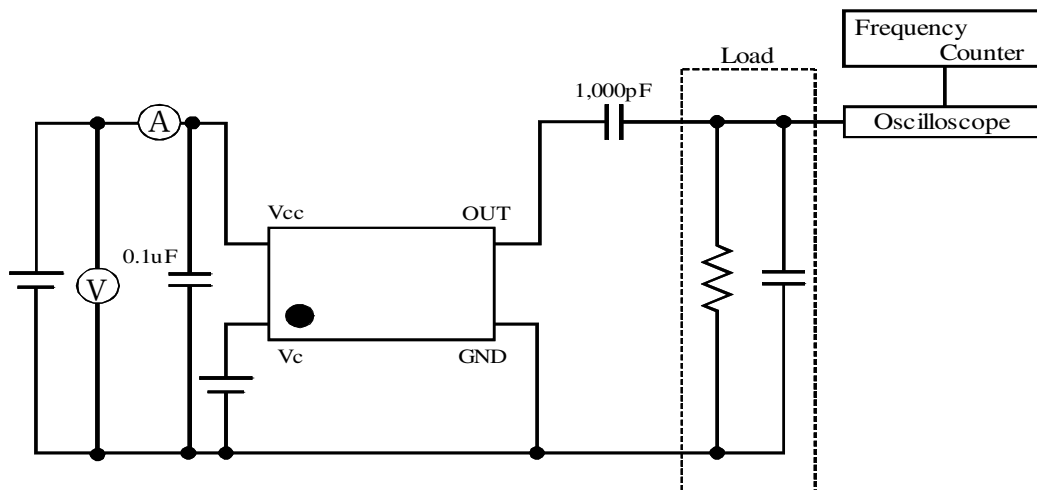 Frequency
Counter
Load
1,000pF
A
Oscilloscope
Vcc
OUT
0.1uF
V
Vc
GND